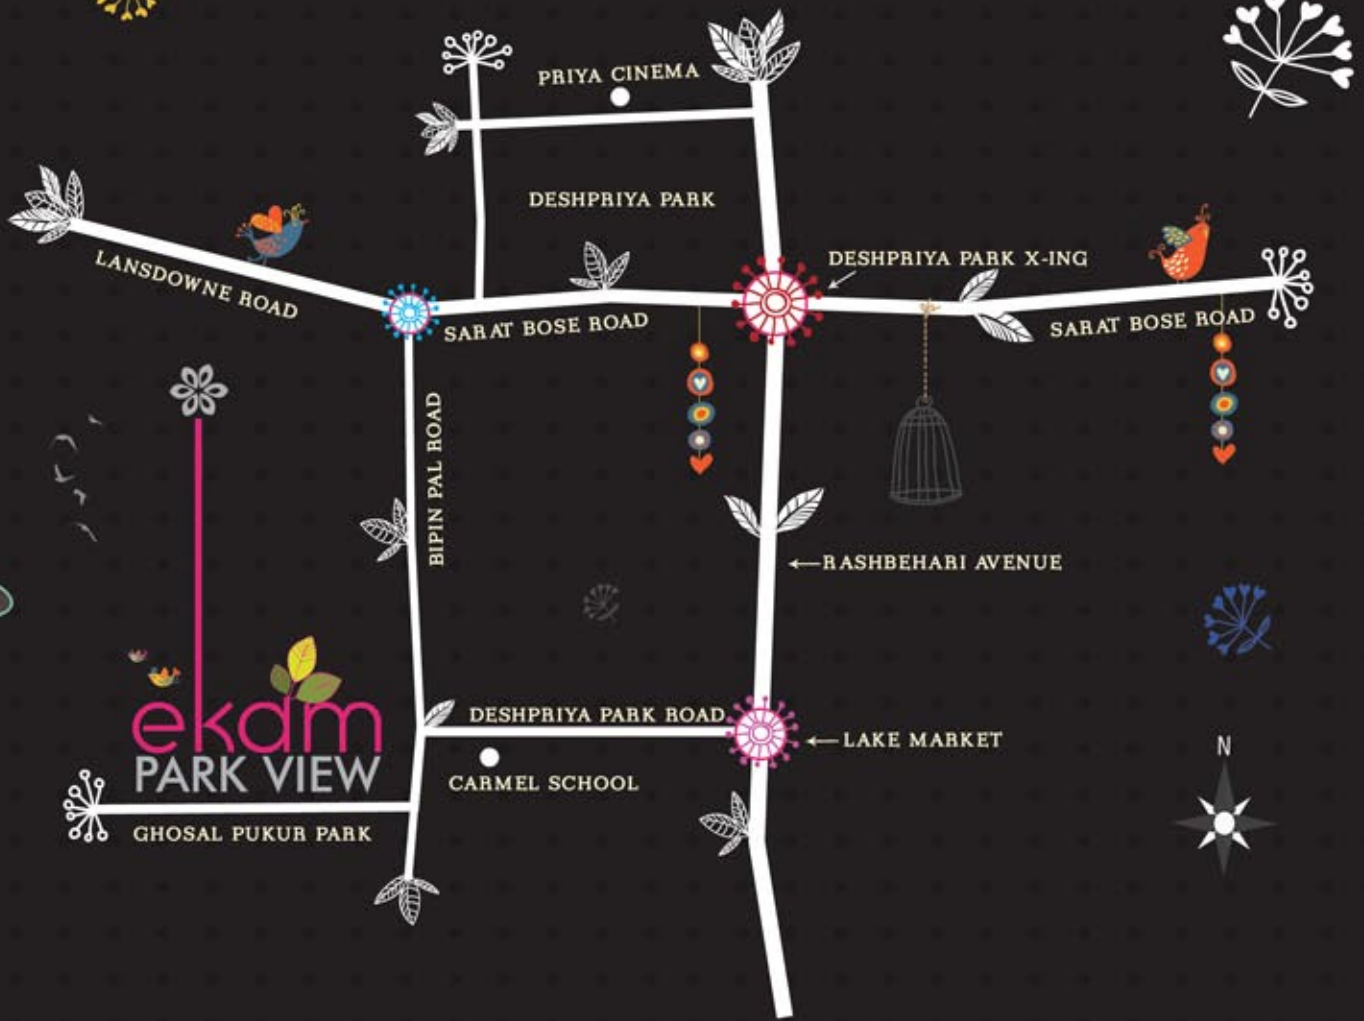 PRIYA CINEMA
DESHPRIYA PARK
LANSDOWNE ROAD
DESHPRIYA PARK X-ING
SARAT BOSE ROAD
SARAT BOSE ROAD
BIPIN PAL ROAD
RASHBEHARI AVENUE
ekam
PARK VIEW
DESHPRIYA PARK ROAD
LAKE MARKET
CARMEL SCHOOL
GHOSAL PUKUR PARK
N